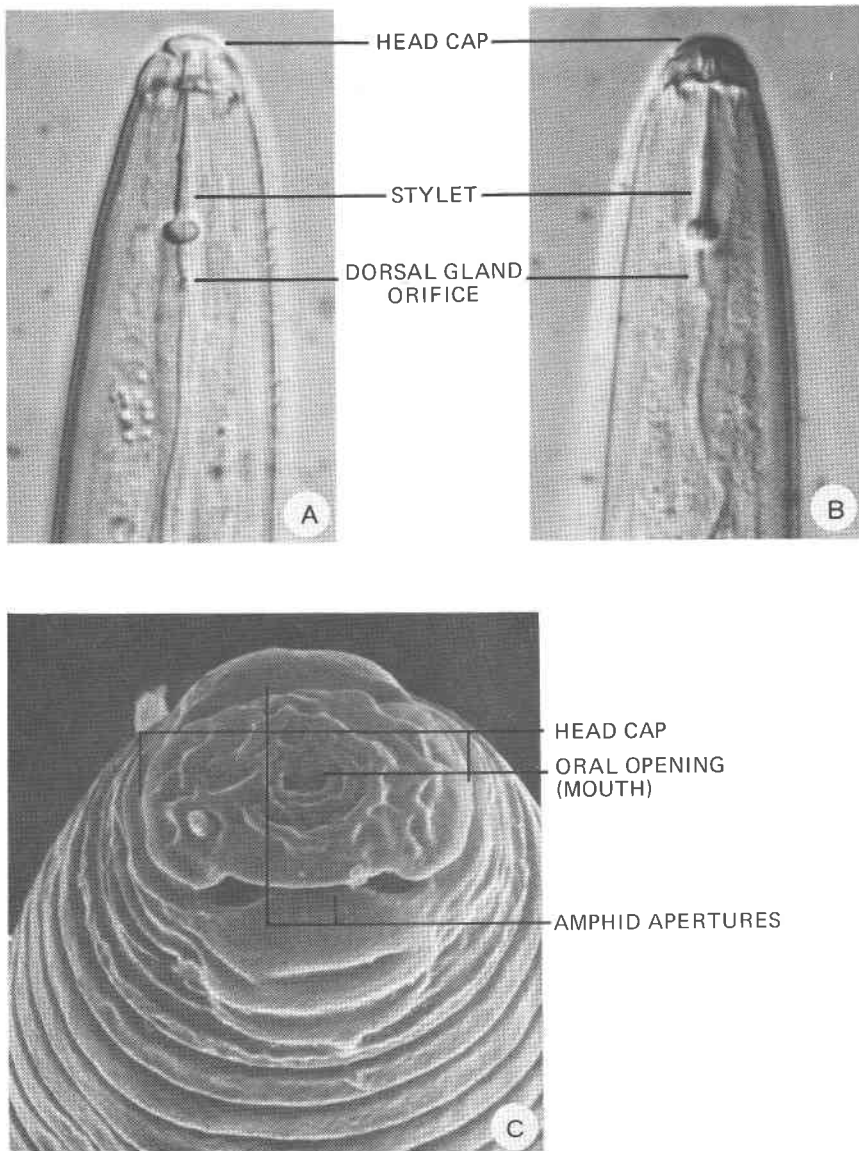 HEAD CAP
STYLET
DORSAL GLAND
ORIFICE
A
B
HEAD CAP
ORAL OPENING
(MOUTH)
AMPHID APERTURES
C